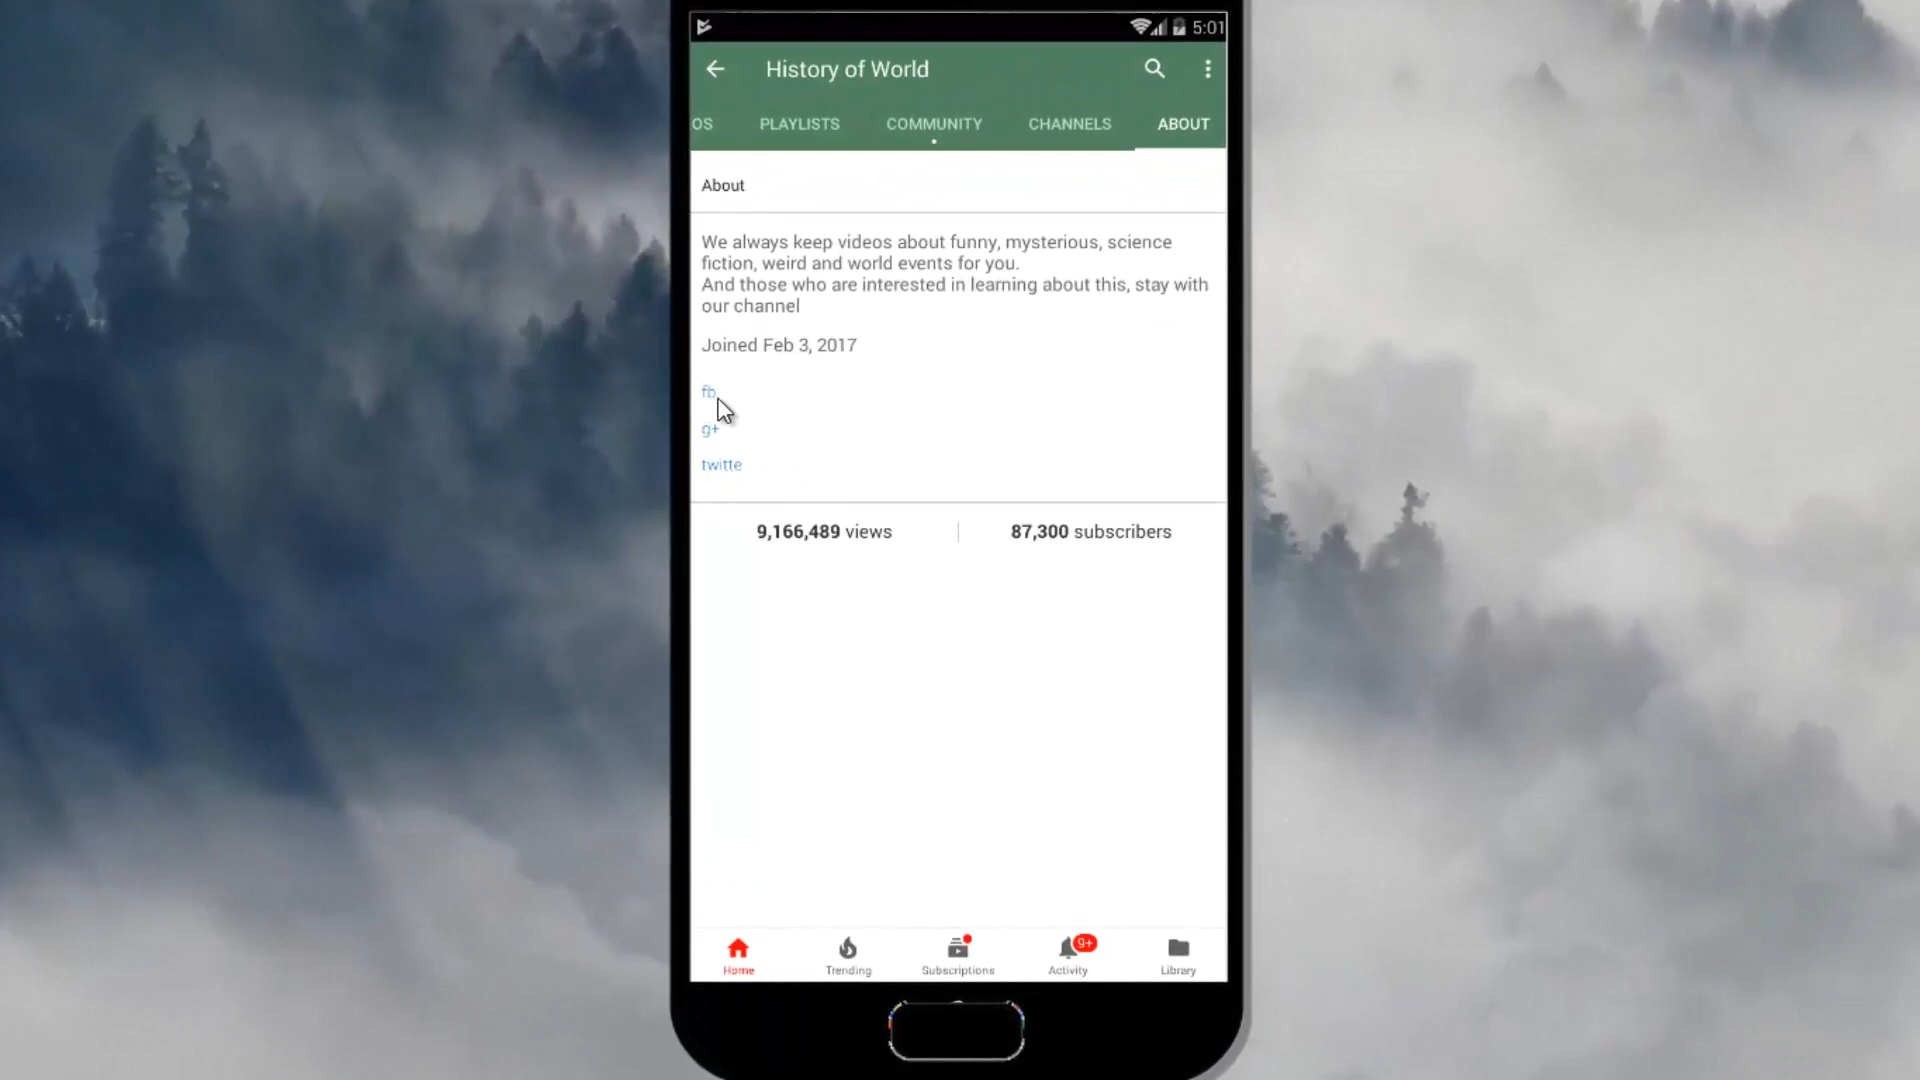 5:01
History of World
OS PLAYLISTS COMMUNITY CHANNELS ABOUT
About
We always keep videos about funny, mysterious, science
fiction, weird and world events for you.
And those who are interested in learning about this, stay with
our channel
Joined Feb 3, 2017
fb
g+
twitte
9,166,489 views 87,300 subscribers
9+
Home Trending Subscriptions Activity Library